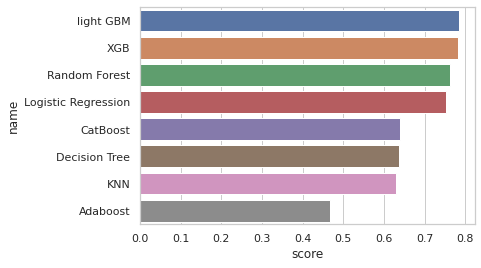 light GBM
XGB
Random Forest
Logistic Regression
CatBoost
Decision Tree
KNN
Adaboost
name
0.0 0.1 0.2 0.3 0.4 0.5 0.6 0.7 0.8
score